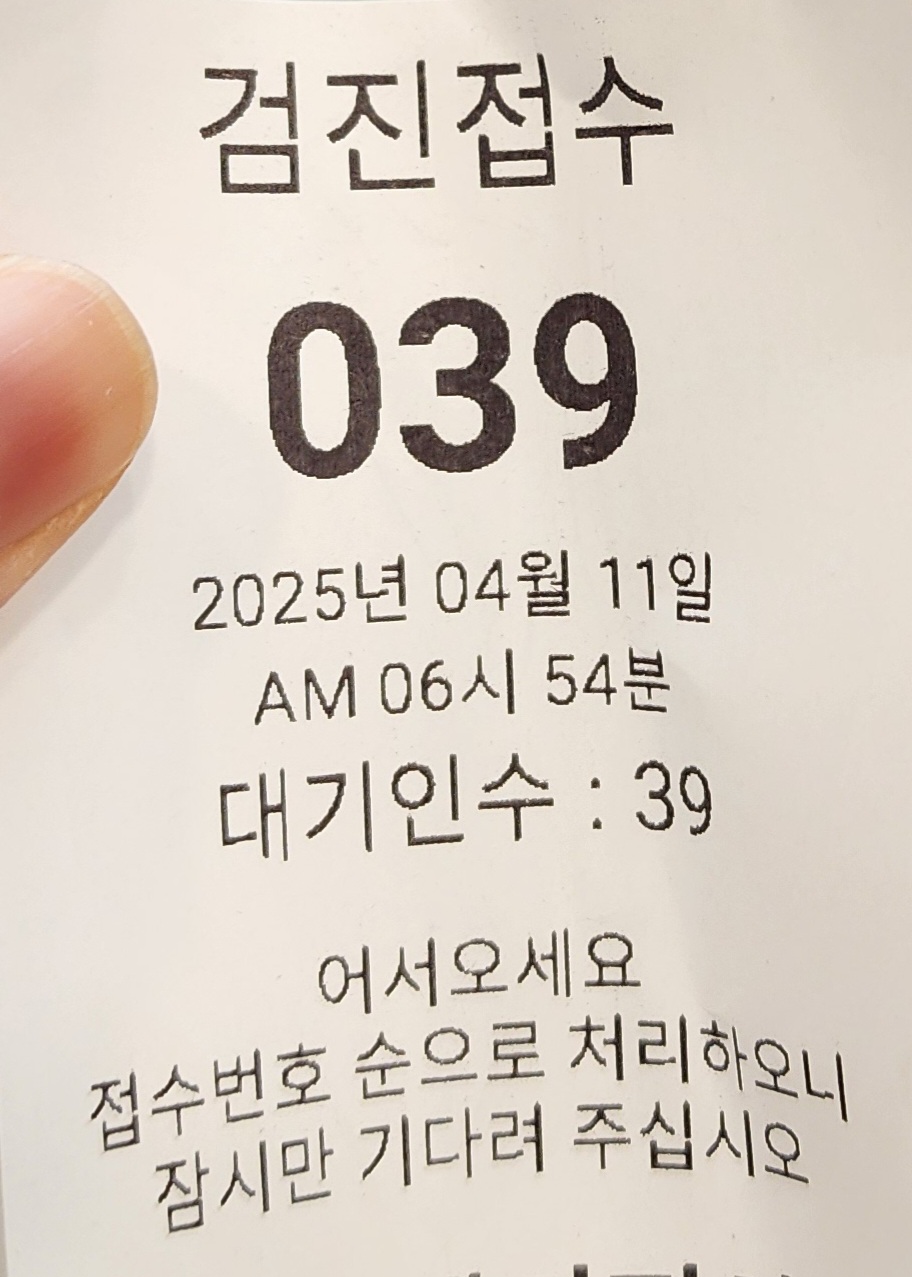 검진접수
039
2025년 04월 11일
AM 06시 54분
대기인수 : 39
어서오세요
접수번호 순으로 처리하오니
잠시만 기다려 주십시오